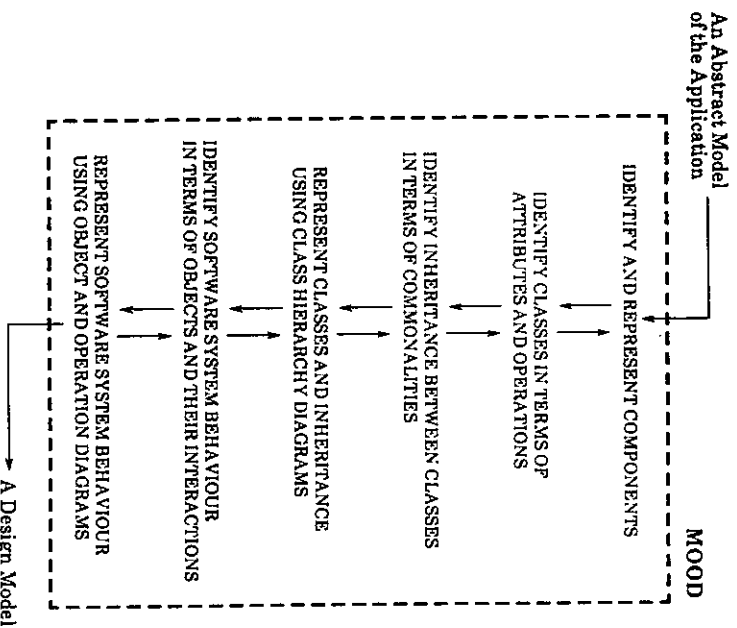 An Abstract Model
of the Application
MOOD
IDENTIFY AND REPRESENT COMPONENTS
IDENTIFY CLASSES IN TERMS OF
ATTRIBUTES AND OPERATIONS
IDENTIFY INHERITANCE BETWEEN CLASSES
IN TERMS OF COMMONALITIES
REPRESENT CLASSES AND INHERITANCE
USING CLASS HIERARCHY DIAGRAMS
IDENTIFY SOFTWARE SYSTEM BEHAVIOUR
IN TERMS OF OBJECTS AND THEIR INTERACTIONS
REPRESENT SOFTWARE SYSTEM BEHAVIOUR
USING OBJECT AND OPERATION DIAGRAMS
A Design Model